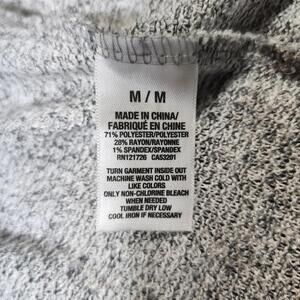 M / M
MADE IN CHINA/
FABRIQUÉ EN CHINE
71% POLYESTER/POLYESTER
28% RAYON/RAYONNE
1% SPANDEX/SPANDEX
RN121726 CA53201
TURN GARMENT INSIDE OUT
MACHINE WASH COLD WITH
LIKE COLORS
ONLY NON-CHLORINE BLEACH
WHEN NEEDED
TUMBLE DRY LOW
COOL IRON IF NECESSARY